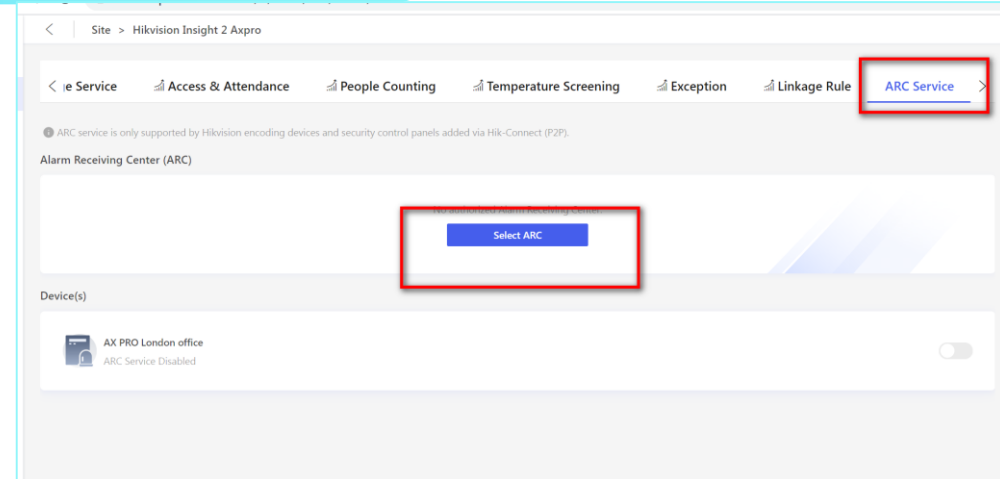 Site > Hikvision Insight 2 Axpro
e Service Access & Attendance People Counting Temperature Screening Exception Linkage Rule ARC Service
ARC service is only supported by Hikvision encoding devices and security control panels added via Hik-Connect (P2P).
Alarm Receiving Center (ARC)
No authorized Alarm Receiving Center.
Select ARC
Device(s)
AX PRO London office
ARC Service Disabled